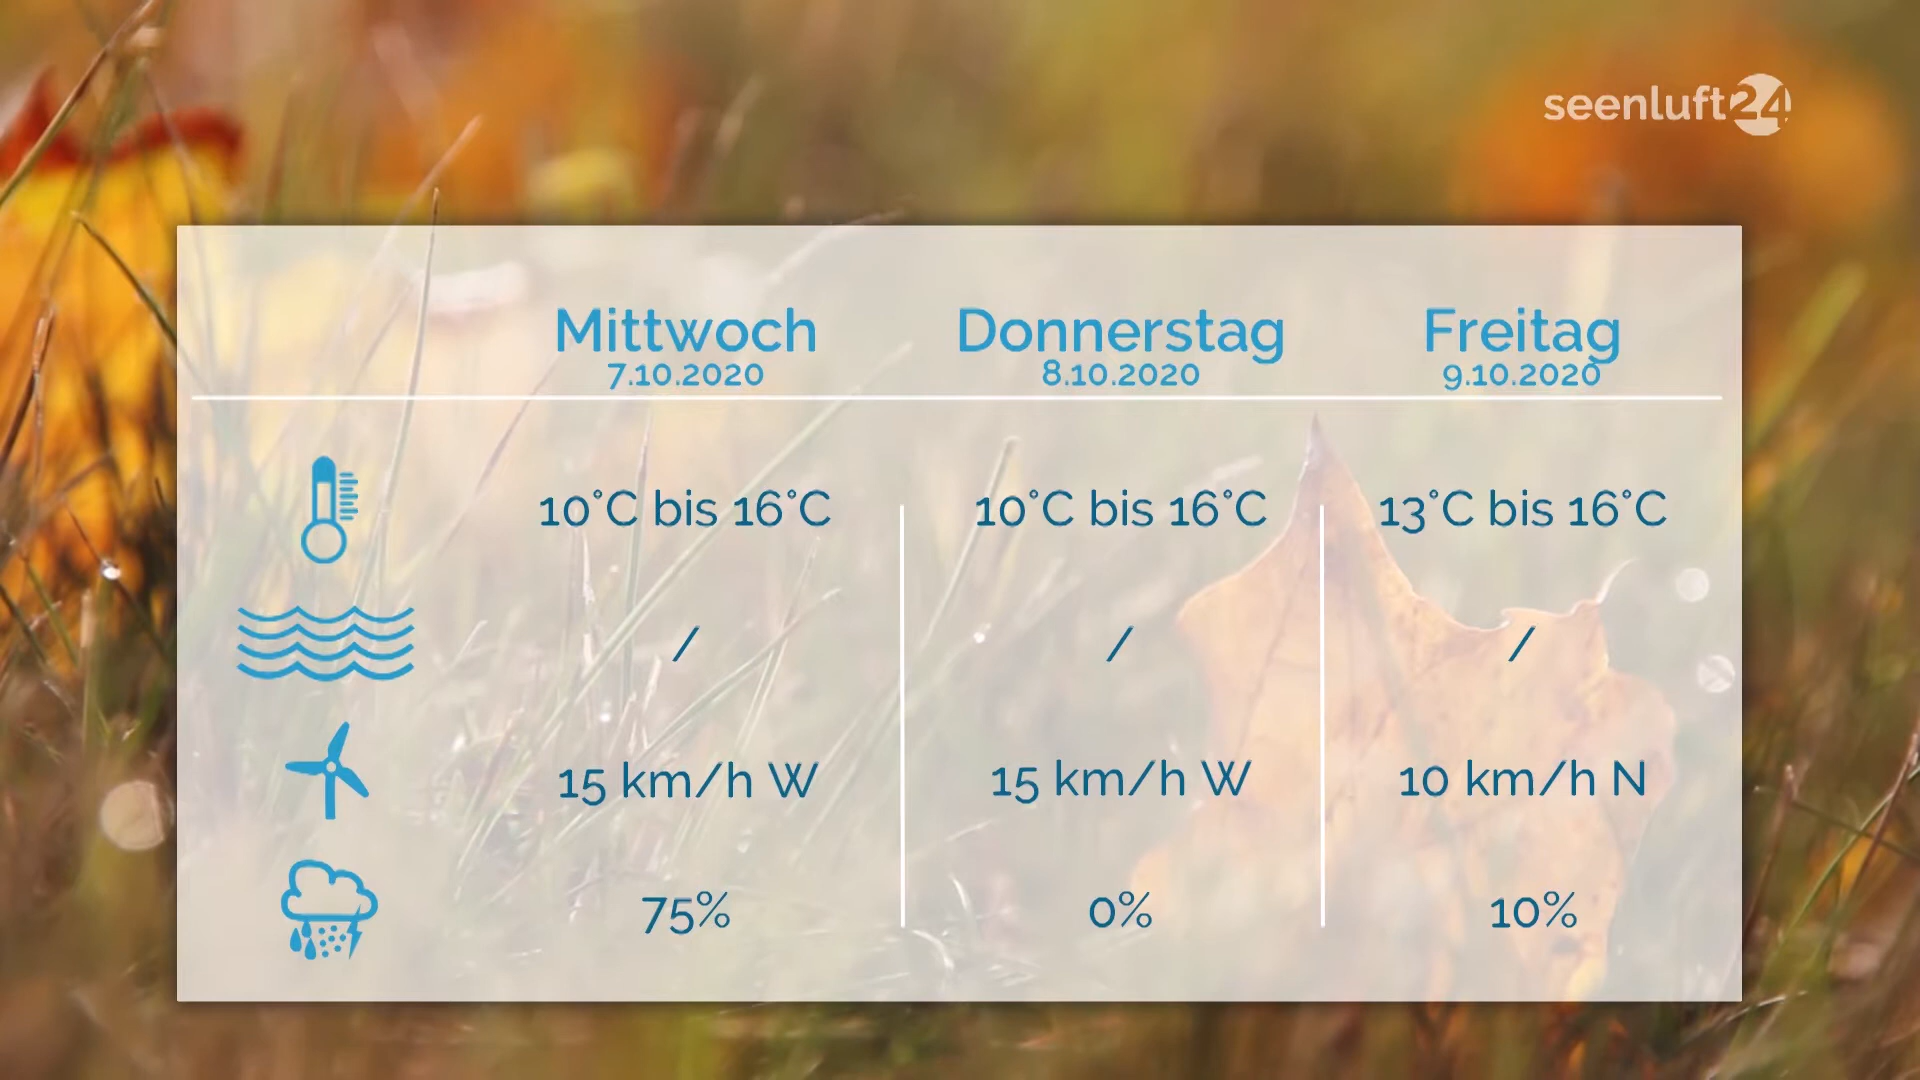 seenluft24
Mittwoch Donnerstag Freitag
7.10.2020 8.10.2020 9.10.2020
10°C bis 16°C 10°C bis 16°C 13°C bis 16°C
/ / /
15 km/h W 15 km/h W 10 km/h N
75% 0% 10%